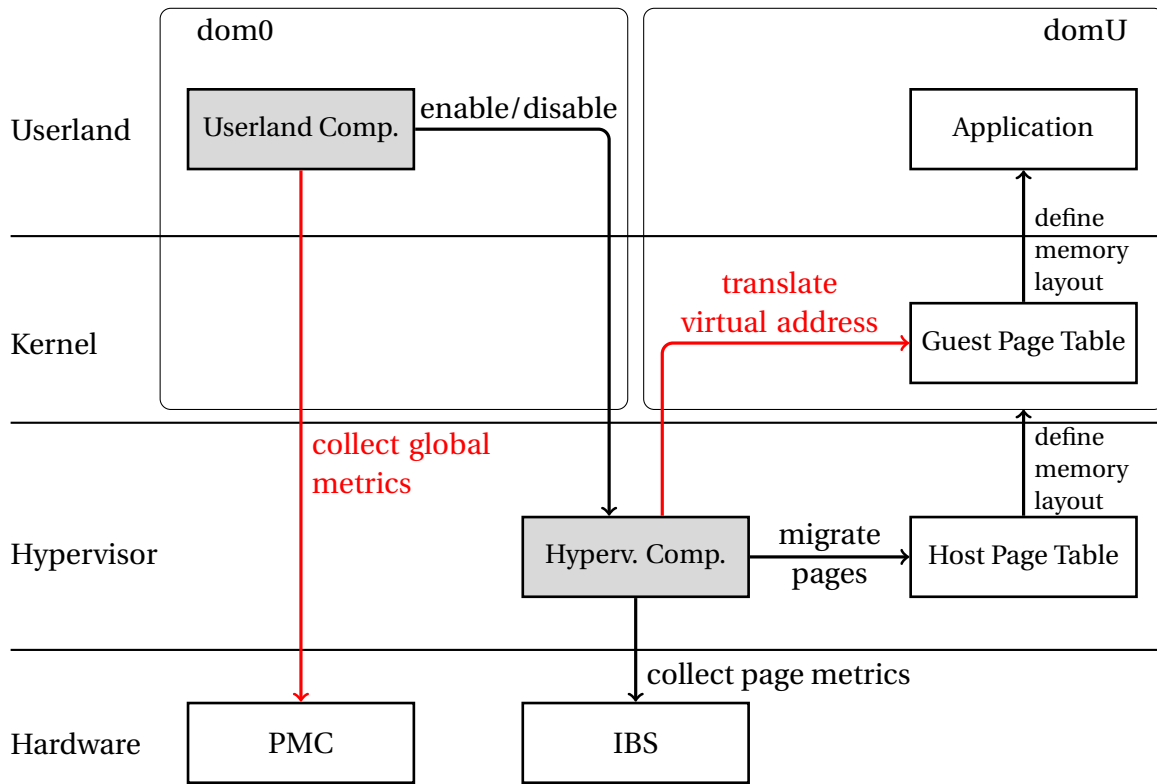 dom0
domU
Userland
Userland Comp.
enable/disable
Application
define
memory
layout
Kernel
translate
virtual address
Guest Page Table
collect global
metrics
define
memory
layout
Hypervisor
Hyperv. Comp.
migrate
pages
Host Page Table
collect page metrics
Hardware
PMC
IBS